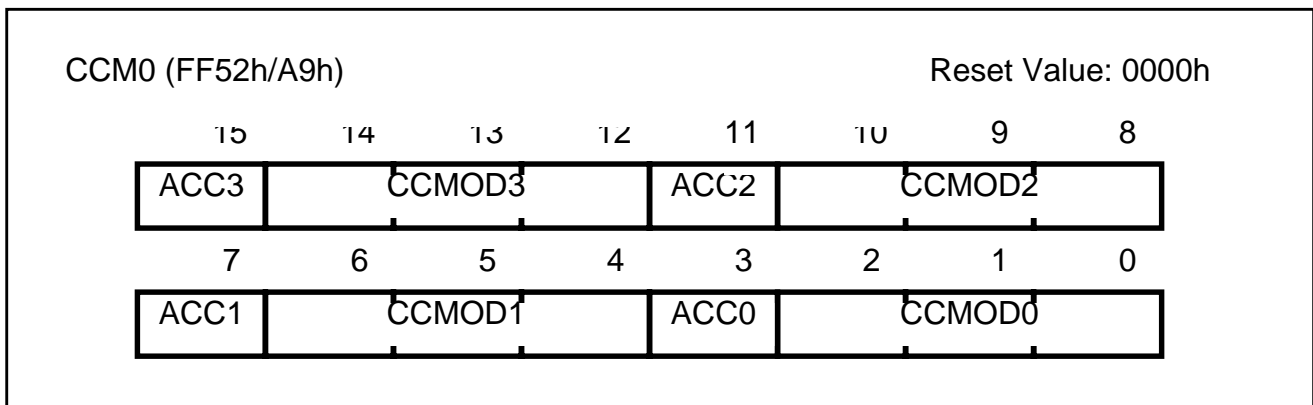 CCM0 (FF52h/A9h) Reset Value: 0000h
15 14 13 12 11 10 9 8
ACC3 CCMOD3 ACC2 CCMOD2
7 6 5 4 3 2 1 0
ACC1 CCMOD1 ACC0 CCMOD0